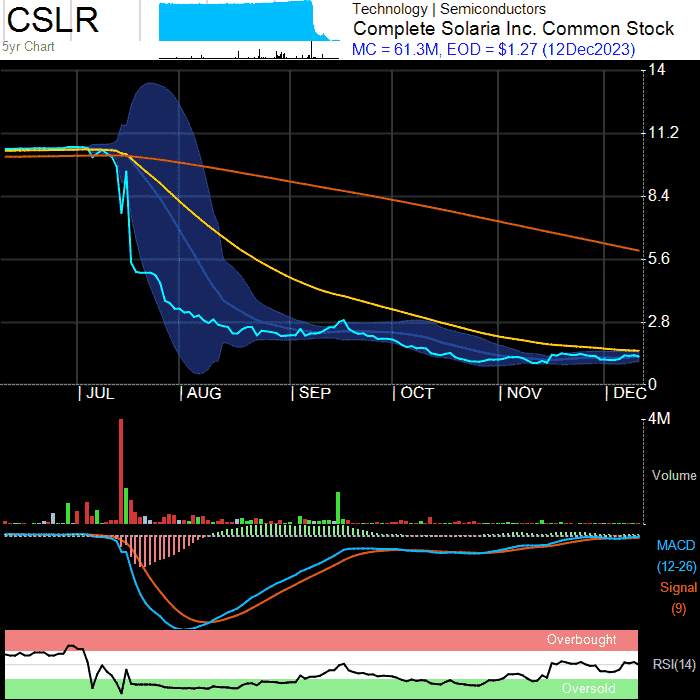 CSLR
5yr Chart
Technology | Semiconductors
Complete Solaria Inc. Common Stock
MC = 61.3M, EOD = $1.27 (12Dec2023)
14
11.2
8.4
5.6
2.8
0
| JUL | AUG | SEP | OCT | NOV | DEC
4M
Volume
MACD
(12-26)
Signal
(9)
Overbought
RSI(14)
Oversold